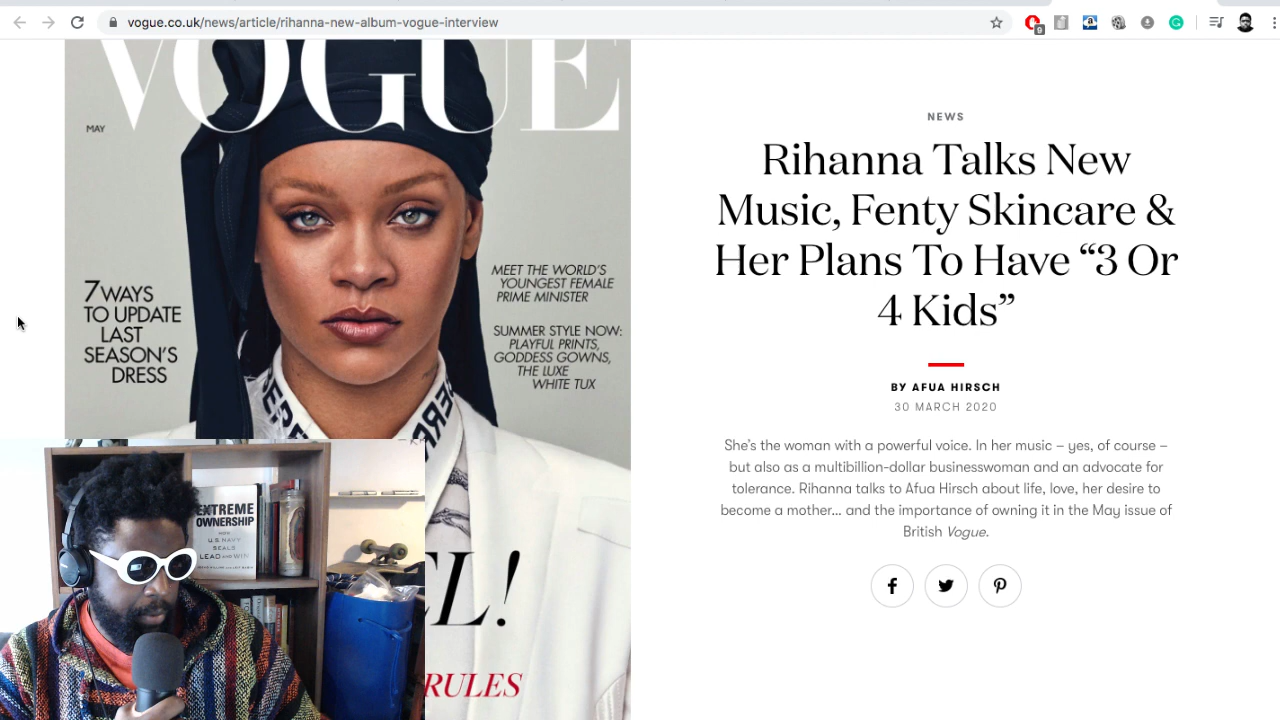 vogue.co.uk/news/article/rihanna-new-album-vogue-interview
9
VOGUE
MAY
7 WAYS
TO UPDATE
LAST
SEASON'S
DRESS
MEET THE WORLD'S
YOUNGEST FEMALE
PRIME MINISTER
SUMMER STYLE NOW:
PLAYFUL PRINTS,
GODDESS GOWNS,
THE LUXE
WHITE TUX
EL!
RULES
EXTREME
OWNERSHIP
HOW
U.S. NAVY
SEALS
LEAD AND WIN
NEWS
Rihanna Talks New
Music, Fenty Skincare &
Her Plans To Have “3 Or
4 Kids”
BY AFUA HIRSCH
30 MARCH 2020
She’s the woman with a powerful voice. In her music – yes, of course –
but also as a multibillion-dollar businesswoman and an advocate for
tolerance. Rihanna talks to Afua Hirsch about life, love, her desire to
become a mother… and the importance of owning it in the May issue of
British Vogue.